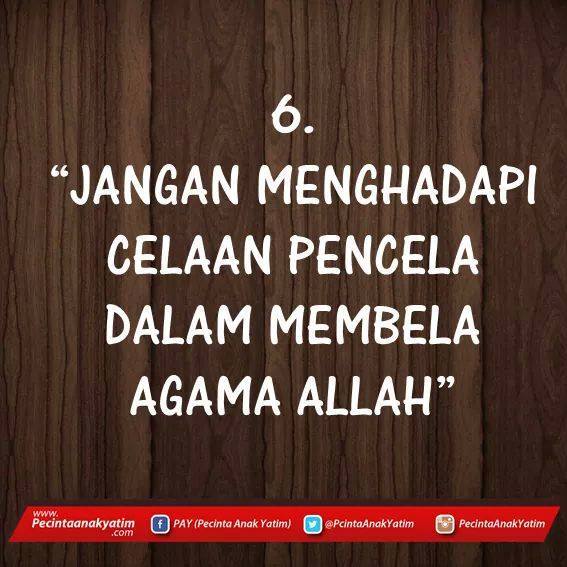 6.
“JANGAN MENGHADAPI
CELAAN PENCELA
DALAM MEMBELA
AGAMA ALLAH”
www.
Pecintaanakyatim
.com
PAY (Pecinta Anak Yatim)
@PcintaAnakYatim
PecintaAnakYatim